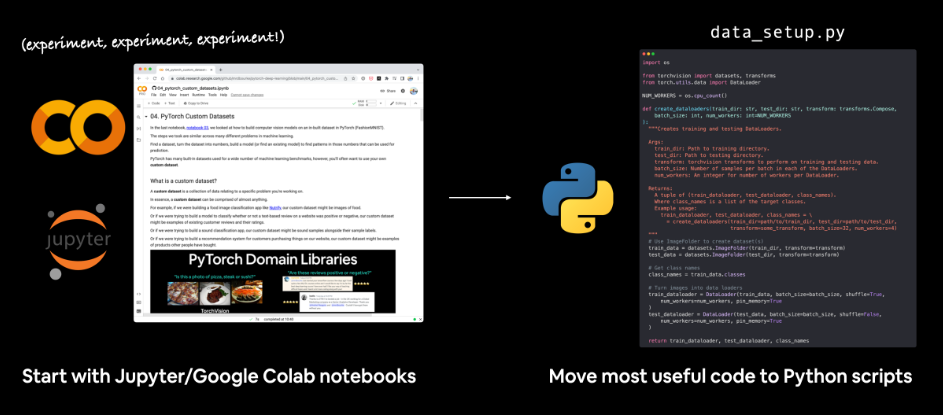 (experiment, experiment, experiment!)
data_setup.py
04_pytorch_custom_datasets.ipynb
File Edit View Insert Runtime Tools Help
+ Code + Text Copy to Drive
Editing
04. PyTorch Custom Datasets
In the last notebook, notebook 03, we looked at how to build computer vision models on an in-built dataset in PyTorch (FashionMNIST).
The steps we took are similar across many different problems in machine learning.
Find a dataset, turn the dataset into numbers, build a model (or find an existing model) to find patterns in those numbers that can be used for
prediction.
PyTorch has many built-in datasets used for a wide number of machine learning benchmarks, however, you'll often want to use your own
custom dataset.
What is a custom dataset?
A custom dataset is a collection of data relating to a specific problem you're working on.
In essence, a custom dataset can be comprised of almost anything.
For example, if we were building a food image classification app like Nutrify our custom dataset might be images of food.
Or if we were trying to build a model to classify whether or not a text-based review on a website was positive or negative, our custom dataset
might be examples of existing customer reviews and their ratings.
Or if we were trying to build a sound classification app, our custom dataset might be sound samples alongside their sample labels.
Or if we were trying to build a recommendation system for customers purchasing things on our website, our custom dataset might be examples
of products other people have bought.
PyTorch Domain Libraries
"Is this a photo of pizza, steak or sushi?"
"Are these reviews positive or negative?"
TorchVision
jupyter
import os
from torchvision import datasets, transforms
from torch.utils.data import DataLoader
NUM_WORKERS = os.cpu_count()
def create_dataloaders(train_dir: str, test_dir: str, transform: transforms.Compose,
batch_size: int, num_workers: int=NUM_WORKERS
):
"""Creates training and testing DataLoaders.
Args:
train_dir: Path to training directory.
test_dir: Path to testing directory.
transform: torchvision transforms to perform on training and testing data.
batch_size: Number of samples per batch in each of the DataLoaders.
num_workers: An integer for number of workers per DataLoader.
Returns:
A tuple of (train_dataloader, test_dataloader, class_names).
Where class_names is a list of the target classes.
Example usage:
train_dataloader, test_dataloader, class_names = \
= create_dataloaders(train_dir=path/to/train_dir, test_dir=path/to/test_dir,
transform=some_transform, batch_size=32, num_workers=4)
"""
# Use ImageFolder to create dataset(s)
train_data = datasets.ImageFolder(train_dir, transform=transform)
test_data = datasets.ImageFolder(test_dir, transform=transform)
# Get class names
class_names = train_data.classes
# Turn images into data loaders
train_dataloader = DataLoader(train_data, batch_size=batch_size, shuffle=True,
num_workers=num_workers, pin_memory=True
)
test_dataloader = DataLoader(test_data, batch_size=batch_size, shuffle=False,
num_workers=num_workers, pin_memory=True
)
return train_dataloader, test_dataloader, class_names
Start with Jupyter/Google Colab notebooks
Move most useful code to Python scripts